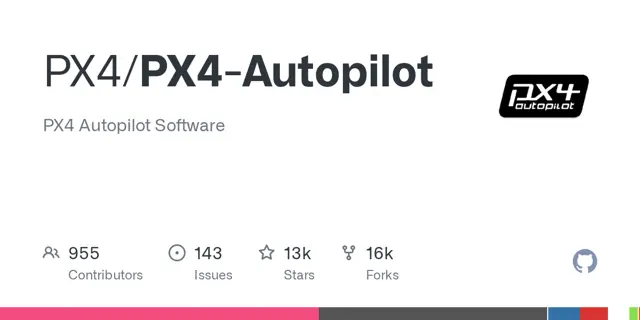 PX4/PX4-Autopilot
px4
autopilot
PX4 Autopilot Software
955
Contributors
143
Issues
13k
Stars
16k
Forks